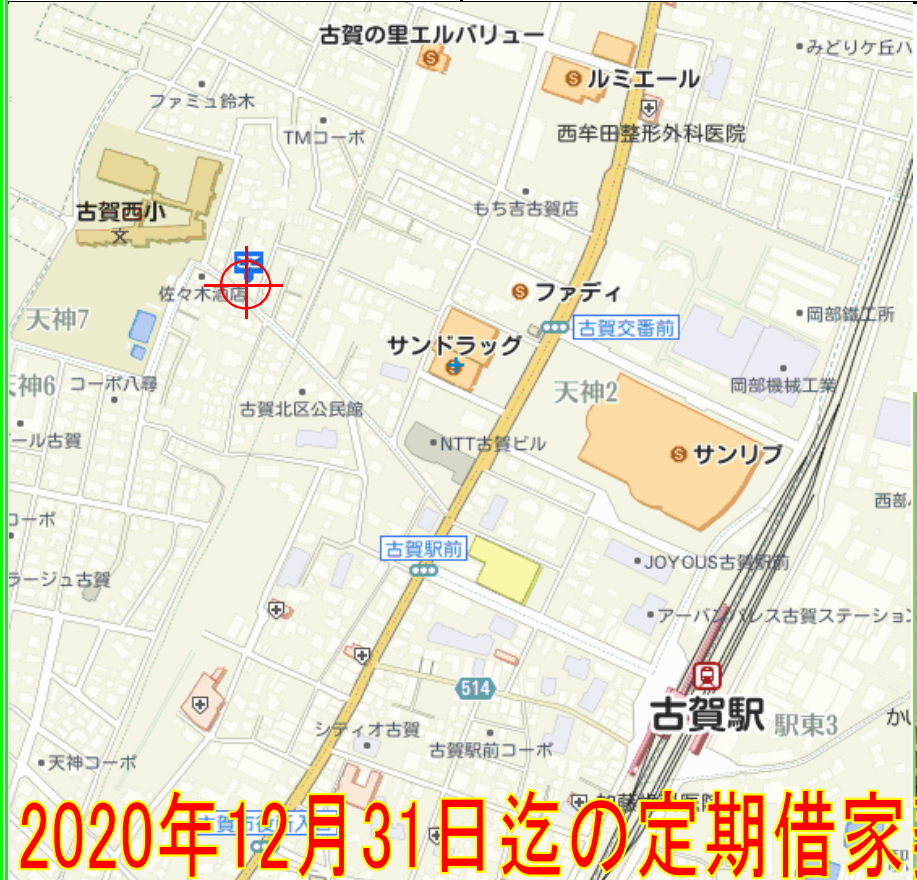 古賀の里エルバリュー
みどりケ丘ハ
ルミエール
ファミュ鈴木
西牟田整形外科医院
TMコーポ
古賀西小
文
もち吉古賀店
佐々木酒店
ファディ
岡部鐵工所
天神7
古賀交番前
サンドラッグ
天神6
コーポ八尋
天神2
岡部機械工業
古賀北区公民館
ール古賀
NTT古賀ビル
サンリブ
西部
コーポ
古賀駅前
JOYOUS古賀駅前
ラージュ古賀
アーバンパレス古賀ステーション
514
古賀駅
駅東3
かい
シティオ古賀
古賀駅前コーポ
天神コーポ
古賀市役所入口
2020年12月31日迄の定期借家